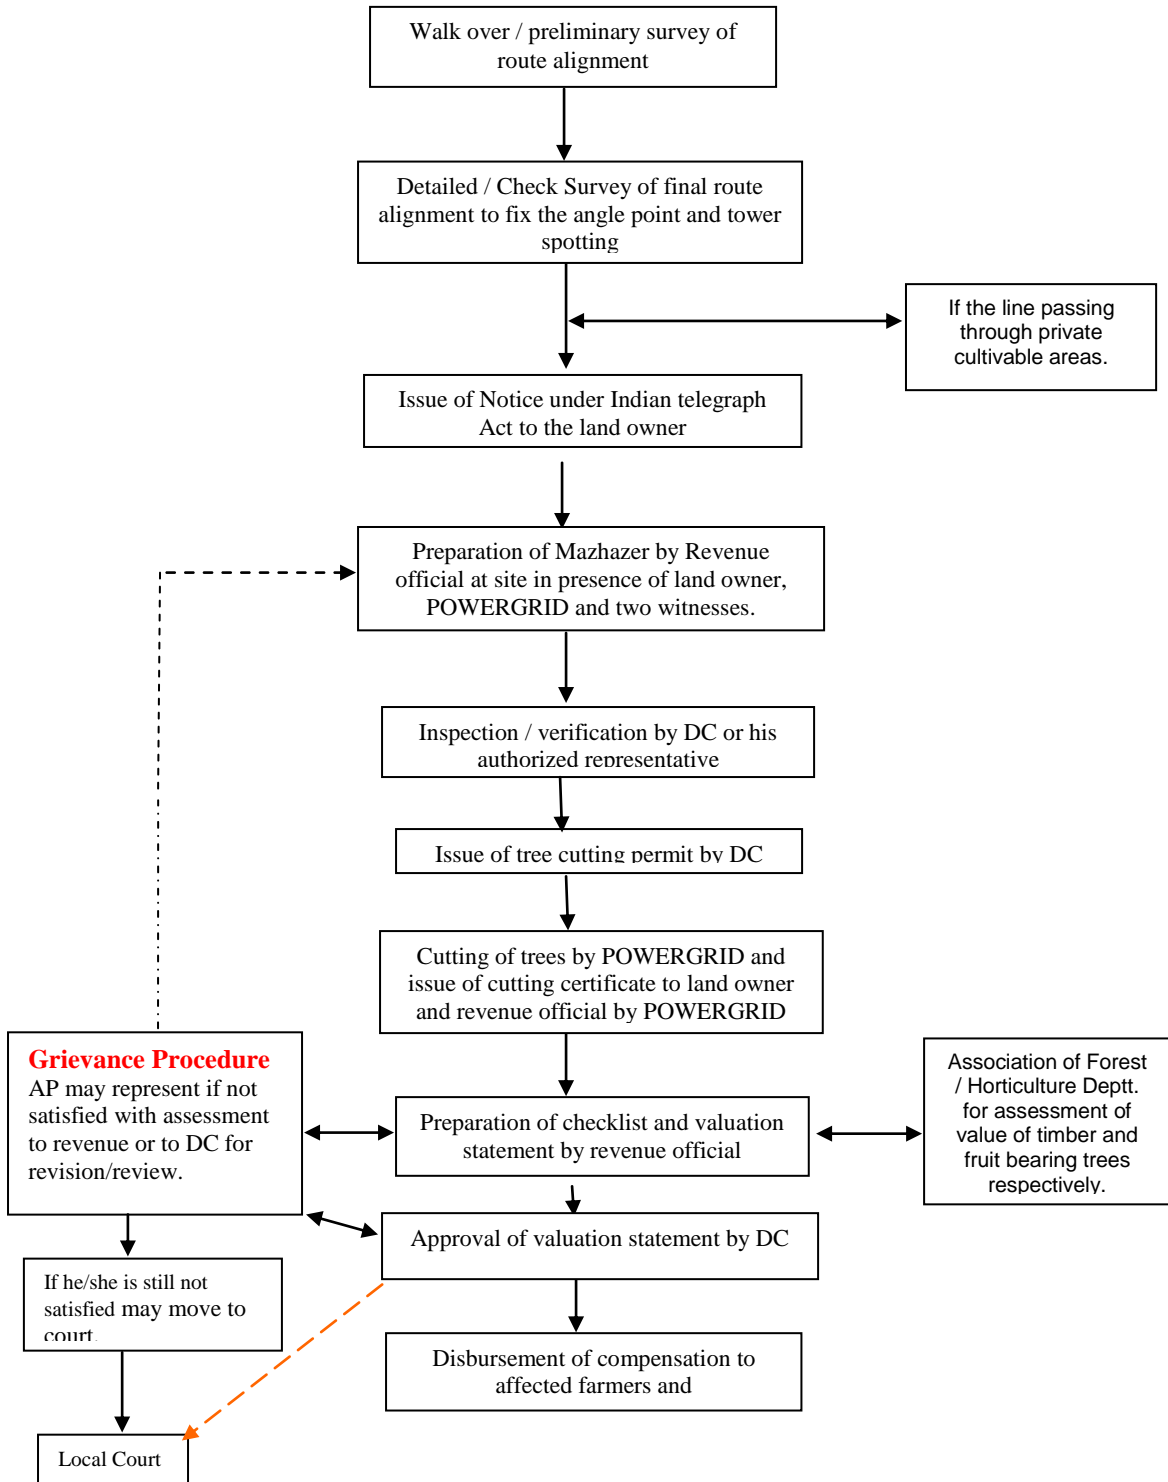 Walk over / preliminary survey of
route alignment
Detailed / Check Survey of final route
alignment to fix the angle point and tower
spotting
If the line passing
through private
cultivable areas.
Issue of Notice under Indian telegraph
Act to the land owner
Preparation of Mazhazer by Revenue
official at site in presence of land owner,
POWERGRID and two witnesses.
Inspection / verification by DC or his
authorized representative
Issue of tree cutting permit by DC
Cutting of trees by POWERGRID and
issue of cutting certificate to land owner
and revenue official by POWERGRID
Grievance Procedure
AP may represent if not
satisfied with assessment
to revenue or to DC for
revision/review.
Preparation of checklist and valuation
statement by revenue official
Association of Forest
/ Horticulture Deptt.
for assessment of
value of timber and
fruit bearing trees
respectively.
Approval of valuation statement by DC
If he/she is still not
satisfied may move to
court.
Disbursement of compensation to
affected farmers and
Local Court